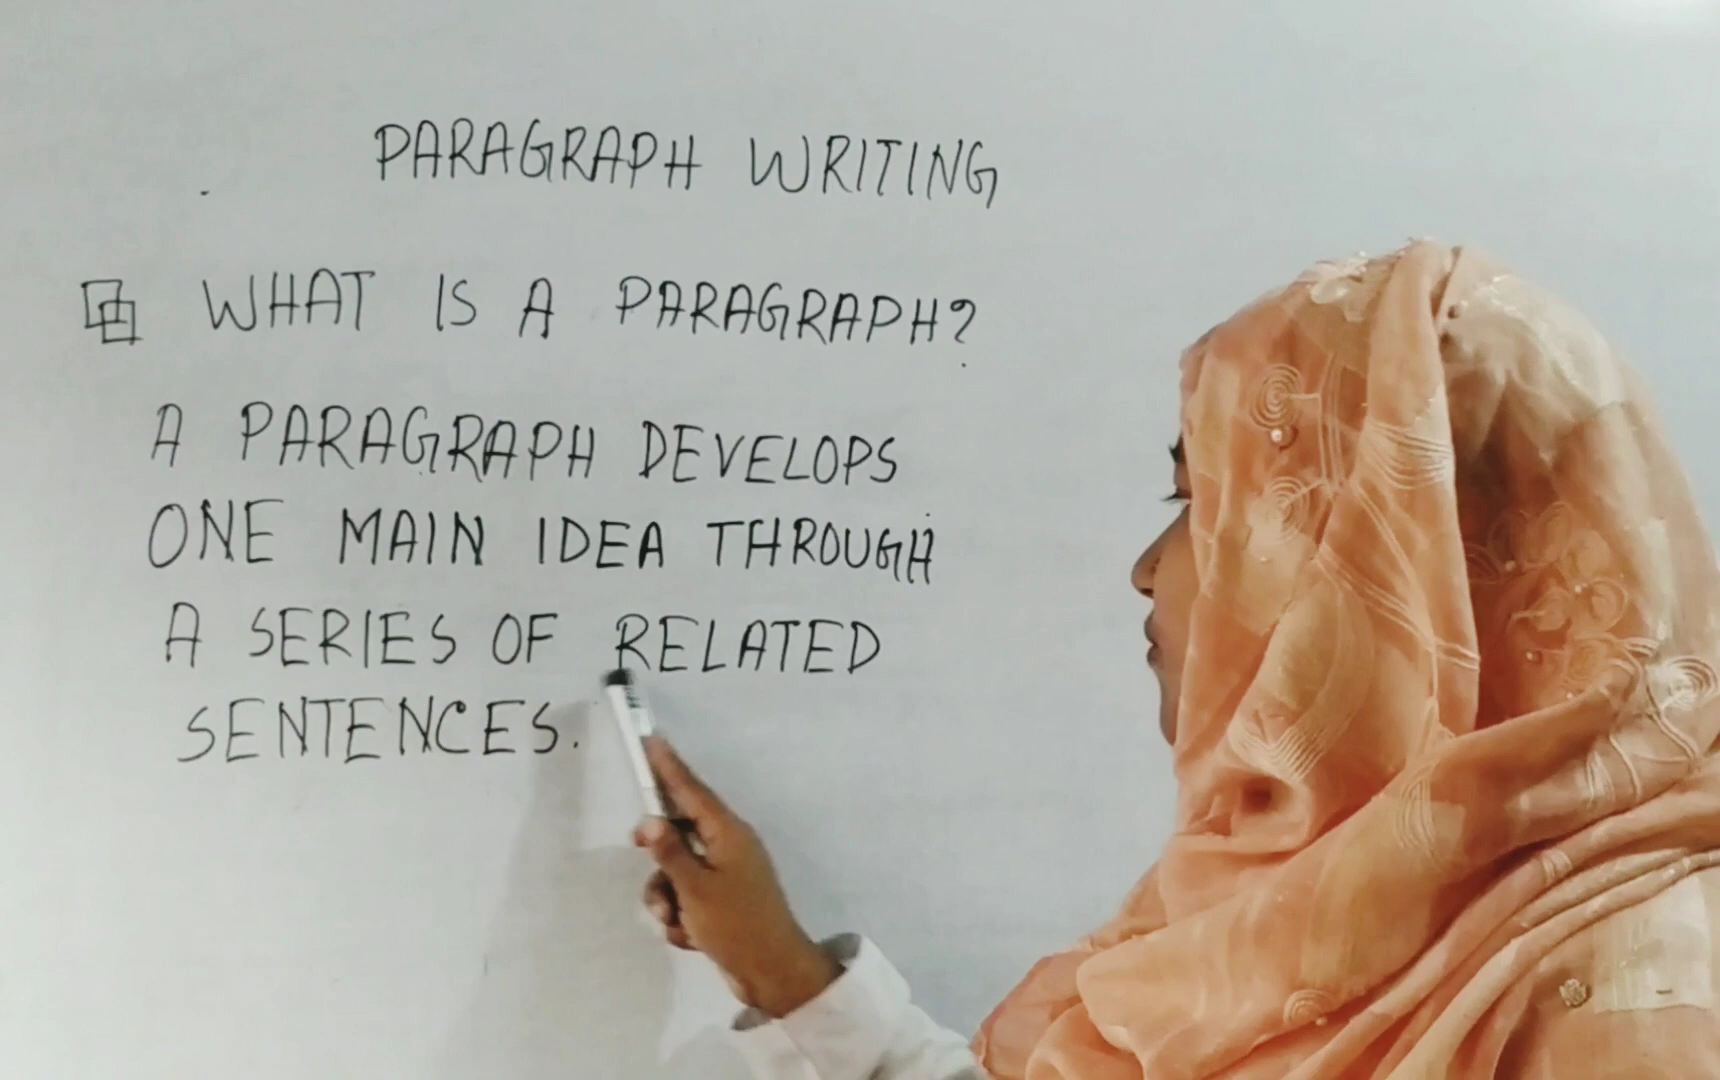 PARAGRAPH WRITING
WHAT IS A PARAGRAPH?
A PARAGRAPH DEVELOPS
ONE MAIN IDEA THROUGH
A SERIES OF RELATED
SENTENCES.